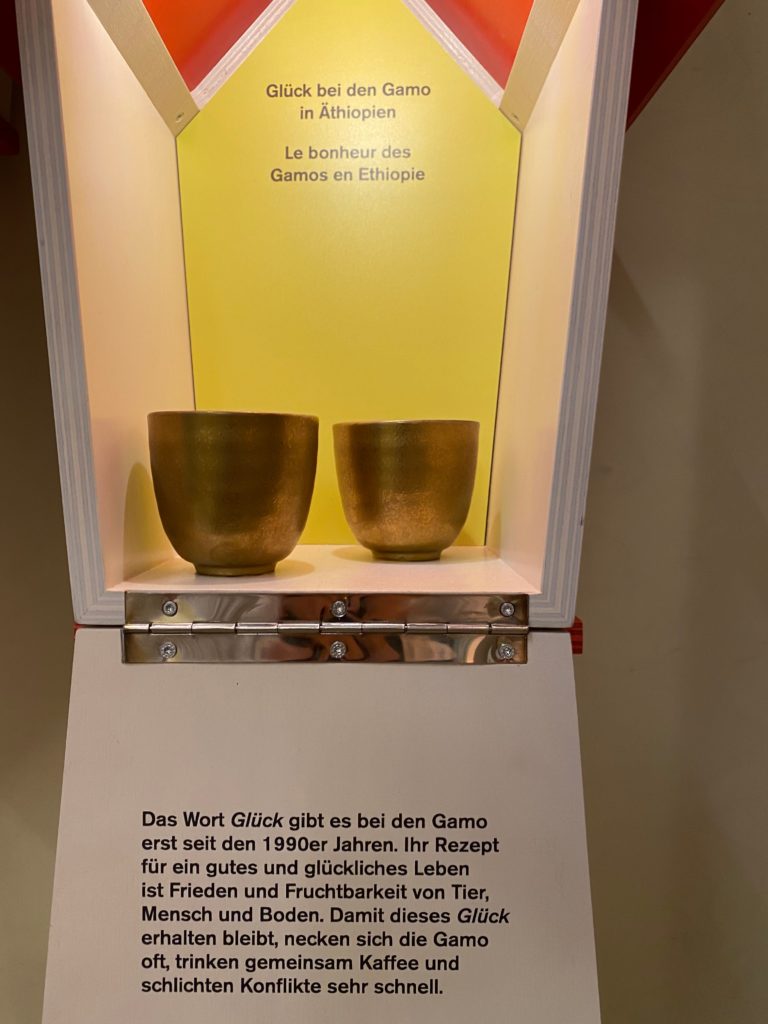 Glück bei den Gamo
in Äthiopien
Le bonheur des
Gamos en Ethiopie
Das Wort Glück gibt es bei den Gamo
erst seit den 1990er Jahren. Ihr Rezept
für ein gutes und glückliches Leben
ist Frieden und Fruchtbarkeit von Tier,
Mensch und Boden. Damit dieses Glück
erhalten bleibt, necken sich die Gamo
oft, trinken gemeinsam Kaffee und
schlichten Konflikte sehr schnell.